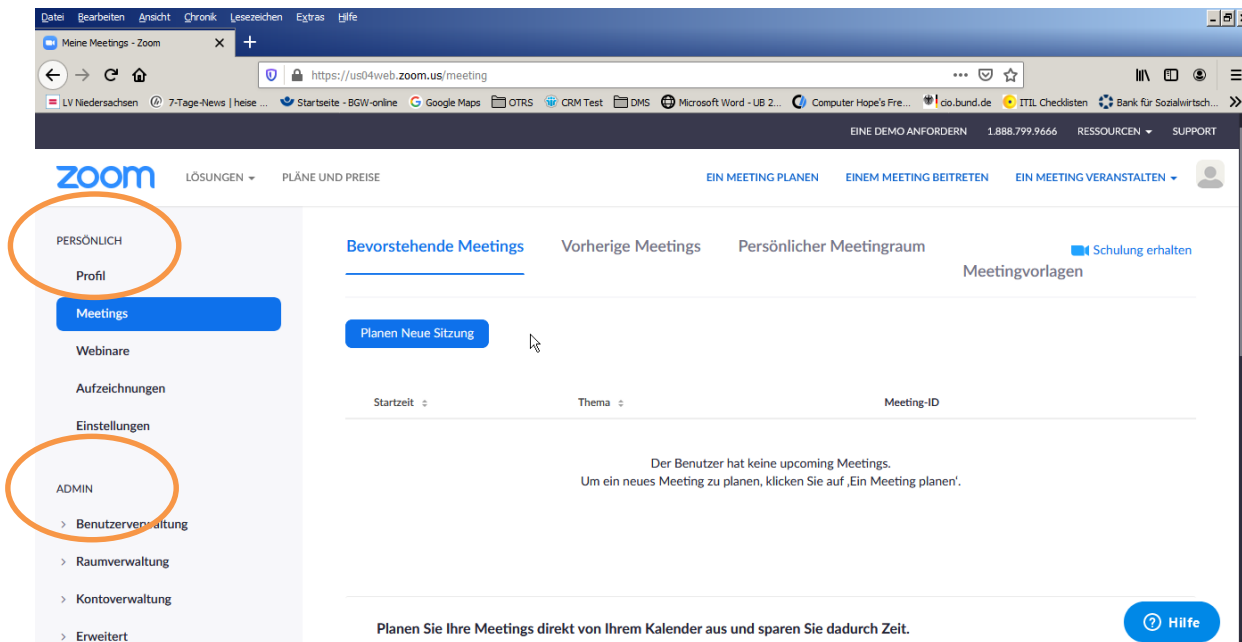 Datei Bearbeiten Ansicht Chronik Lesezeichen Extras Hilfe
Meine Meetings - Zoom
https://us04web.zoom.us/meeting
LV Niedersachsen 7-Tage-News | heise ... Startseite - BGW-online Google Maps OTRS CRM Test DMS Microsoft Word - UB 2... Computer Hope's Fre... cio.bund.de ITIL Checklisten Bank für Sozialwirtsch...
EINE DEMO ANFORDERN 1.888.799.9666 RESSOURCEN SUPPORT
zoom LÖSUNGEN PLÄNE UND PREISE EIN MEETING PLANEN EINEM MEETING BEITRETEN EIN MEETING VERANSTALTEN
PERSÖNLICH
Profil
Meetings
Webinare
Aufzeichnungen
Einstellungen
ADMIN
Benutzerverwaltung
Raumverwaltung
Kontoverwaltung
Erweitert
Bevorstehende Meetings Vorherige Meetings Persönlicher Meetingraum
Meetingvorlagen
Schulung erhalten
Planen Neue Sitzung
Startzeit Thema Meeting-ID
Der Benutzer hat keine upcoming Meetings.
Um ein neues Meeting zu planen, klicken Sie auf ‚Ein Meeting planen'.
Planen Sie Ihre Meetings direkt von Ihrem Kalender aus und sparen Sie dadurch Zeit.
Hilfe